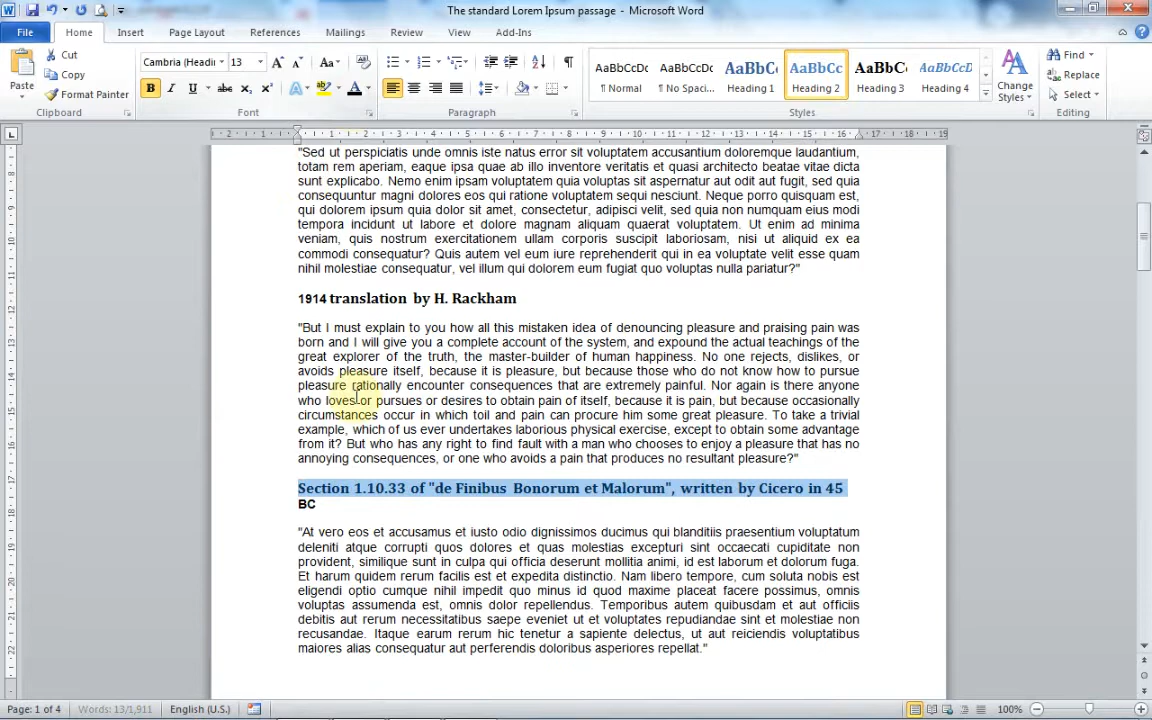 The standard Lorem Ipsum passage - Microsoft Word
File Home Insert Page Layout References Mailings Review View Add-Ins
Paste
Cut
Copy
Format Painter
Clipboard
Cambria (Headi 13
Font
Paragraph
AaBbCcDc AaBbCcDc AaBbC AaBbCc AaBbC AaBbCcD
¶ Normal ¶ No Spaci... Heading 1 Heading 2 Heading 3 Heading 4
Change Styles
Styles
Find
Replace
Select
Editing
"Sed ut perspiciatis unde omnis iste natus error sit voluptatem accusantium doloremque laudantium,
totam rem aperiam, eaque ipsa quae ab illo inventore veritatis et quasi architecto beatae vitae dicta
sunt explicabo. Nemo enim ipsam voluptatem quia voluptas sit aspernatur aut odit aut fugit, sed quia
consequuntur magni dolores eos qui ratione voluptatem sequi nesciunt. Neque porro quisquam est,
qui dolorem ipsum quia dolor sit amet, consectetur, adipisci velit, sed quia non numquam eius modi
tempora incidunt ut labore et dolore magnam aliquam quaerat voluptatem. Ut enim ad minima
veniam, quis nostrum exercitationem ullam corporis suscipit laboriosam, nisi ut aliquid ex ea
commodi consequatur? Quis autem vel eum iure reprehenderit qui in ea voluptate velit esse quam
nihil molestiae consequatur, vel illum qui dolorem eum fugiat quo voluptas nulla pariatur?"
1914 translation by H. Rackham
"But I must explain to you how all this mistaken idea of denouncing pleasure and praising pain was
born and I will give you a complete account of the system, and expound the actual teachings of the
great explorer of the truth, the master-builder of human happiness. No one rejects, dislikes, or
avoids pleasure itself, because it is pleasure, but because those who do not know how to pursue
pleasure rationally encounter consequences that are extremely painful. Nor again is there anyone
who loves or pursues or desires to obtain pain of itself, because it is pain, but because occasionally
circumstances occur in which toil and pain can procure him some great pleasure. To take a trivial
example, which of us ever undertakes laborious physical exercise, except to obtain some advantage
from it? But who has any right to find fault with a man who chooses to enjoy a pleasure that has no
annoying consequences, or one who avoids a pain that produces no resultant pleasure?"
Section 1.10.33 of "de Finibus Bonorum et Malorum", written by Cicero in 45
BC
"At vero eos et accusamus et iusto odio dignissimos ducimus qui blanditiis praesentium voluptatum
deleniti atque corrupti quos dolores et quas molestias excepturi sint occaecati cupiditate non
provident, similique sunt in culpa qui officia deserunt mollitia animi, id est laborum et dolorum fuga.
Et harum quidem rerum facilis est et expedita distinctio. Nam libero tempore, cum soluta nobis est
eligendi optio cumque nihil impedit quo minus id quod maxime placeat facere possimus, omnis
voluptas assumenda est, omnis dolor repellendus. Temporibus autem quibusdam et aut officiis
debitis aut rerum necessitatibus saepe eveniet ut et voluptates repudiandae sint et molestiae non
recusandae. Itaque earum rerum hic tenetur a sapiente delectus, ut aut reiciendis voluptatibus
maiores alias consequatur aut perferendis doloribus asperiores repellat."
Page: 1 of 4 Words: 13/1,911 English (U.S.) 100%